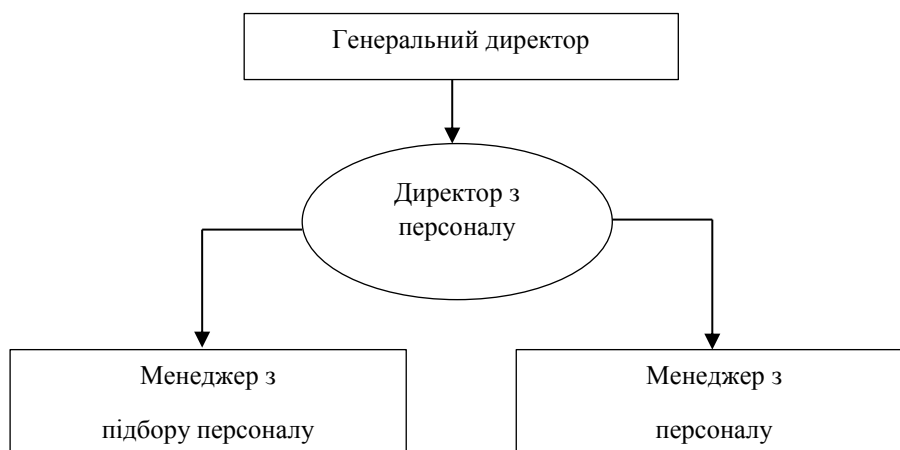 Генеральний директор
Директор з
персоналу
Менеджер з
підбору персоналу
Менеджер з
персоналу